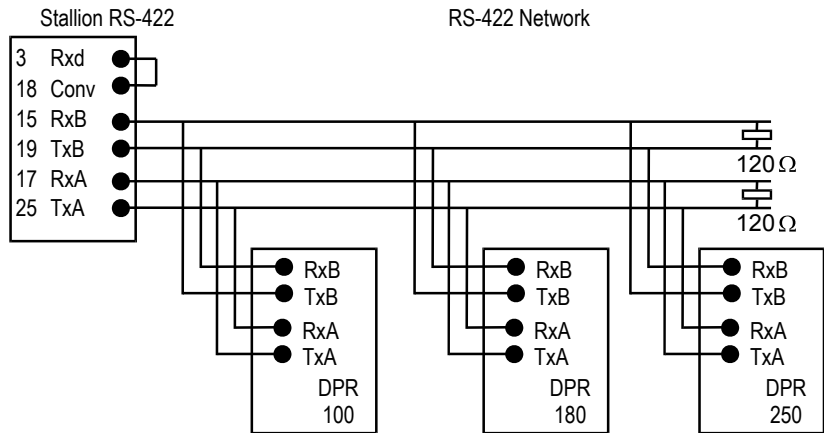 Stallion RS-422
RS-422 Network
3 Rxd
18 Conv
15 RxB
19 TxB
17 RxA
25 TxA
120 Ω
120 Ω
RxB
TxB
RxA
TxA
DPR
100
RxB
TxB
RxA
TxA
DPR
180
RxB
TxB
RxA
TxA
DPR
250